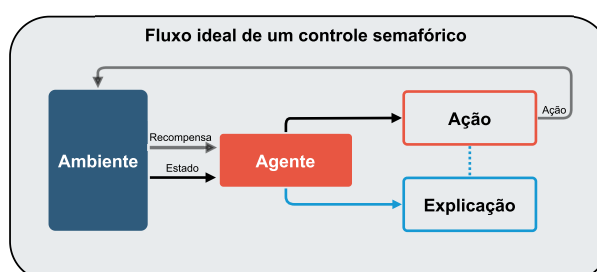 Fluxo ideal de um controle semafórico
Ação
Ação
Recompensa
Ambiente
Agente
Estado
Explicação